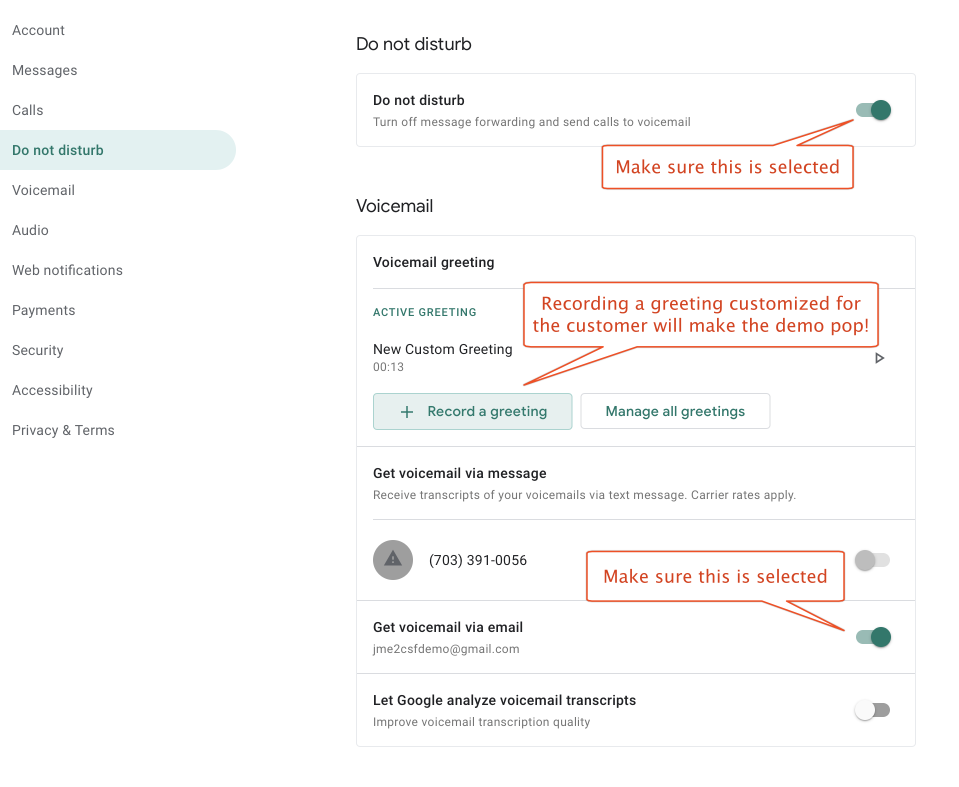 Account
Messages
Calls
Do not disturb
Voicemail
Audio
Web notifications
Payments
Security
Accessibility
Privacy & Terms
Do not disturb
Do not disturb
Turn off message forwarding and send calls to voicemail
Make sure this is selected
Voicemail
Voicemail greeting
Recording a greeting customized for
the customer will make the demo pop!
ACTIVE GREETING
New Custom Greeting
00:13
+ Record a greeting
Manage all greetings
Get voicemail via message
Receive transcripts of your voicemails via text message. Carrier rates apply.
(703) 391-0056
Make sure this is selected
Get voicemail via email
jme2csfdemo@gmail.com
Let Google analyze voicemail transcripts
Improve voicemail transcription quality